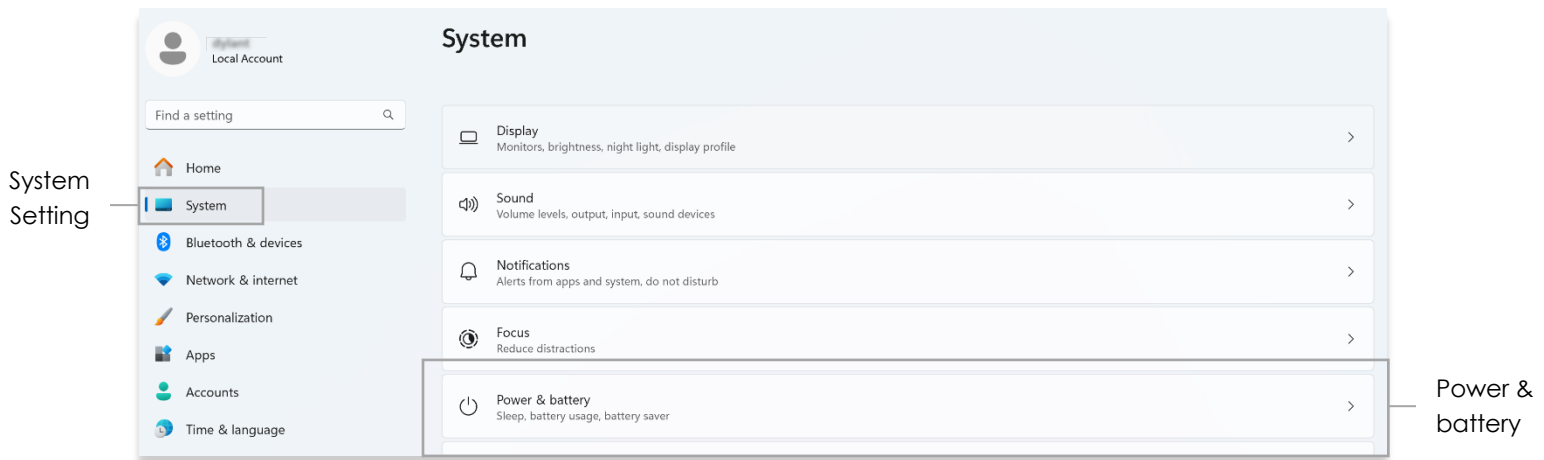 Local Account
Find a setting
Home
System
Bluetooth & devices
Network & internet
Personalization
Apps
Accounts
Time & language
System
Display
Monitors, brightness, night light, display profile
Sound
Volume levels, output, input, sound devices
Notifications
Alerts from apps and system, do not disturb
Focus
Reduce distractions
Power & battery
Sleep, battery usage, battery saver
System
Setting
Power &
battery